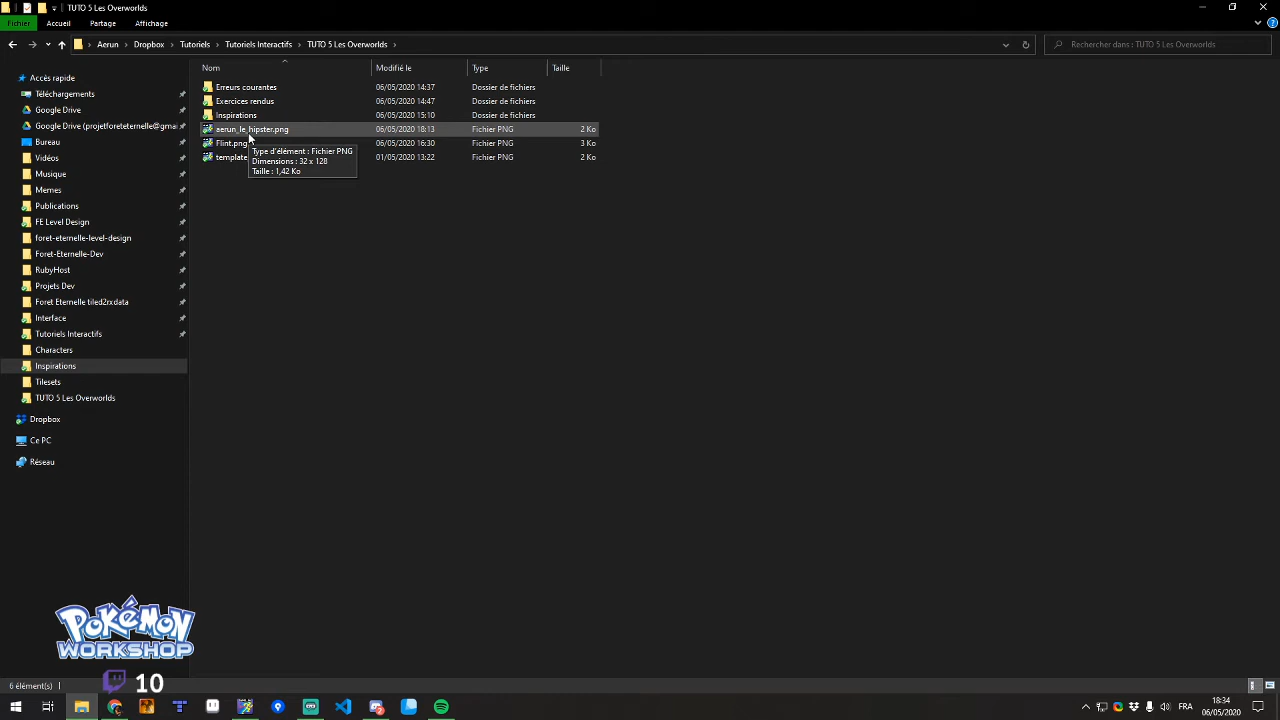 TUTO 5 Les Overworlds
Fichier Accueil Partage Affichage
Aerun > Dropbox > Tutoriels > Tutoriels Interactifs > TUTO 5 Les Overworlds >
Rechercher dans : TUTO 5 Les Overworlds
Nom Modifié le Type Taille
Erreurs courantes 06/05/2020 14:37 Dossier de fichiers
Exercices rendus 06/05/2020 14:47 Dossier de fichiers
Inspirations 06/05/2020 15:10 Dossier de fichiers
aerun_le_hipster.png 06/05/2020 18:13 Fichier PNG 2 Ko
Flint.png 06/05/2020 16:30 Fichier PNG 3 Ko
template 01/05/2020 13:22 Fichier PNG 2 Ko
Type d'élément : Fichier PNG
Dimensions : 32 x 128
Taille : 1,42 Ko
Accès rapide
Téléchargements
Google Drive
Google Drive (projetforeteternelle@gmai
Bureau
Vidéos
Musique
Memes
Publications
FE Level Design
foret-eternelle-level-design
Foret-Eternelle-Dev
RubyHost
Projets Dev
Foret Eternelle tiled2rxdata
Interface
Tutoriels Interactifs
Characters
Inspirations
Tilesets
TUTO 5 Les Overworlds
Dropbox
Ce PC
Réseau
POKÉMON
WORKSHOP
6 élément(s)
10
FRA
18:34
06/05/2020